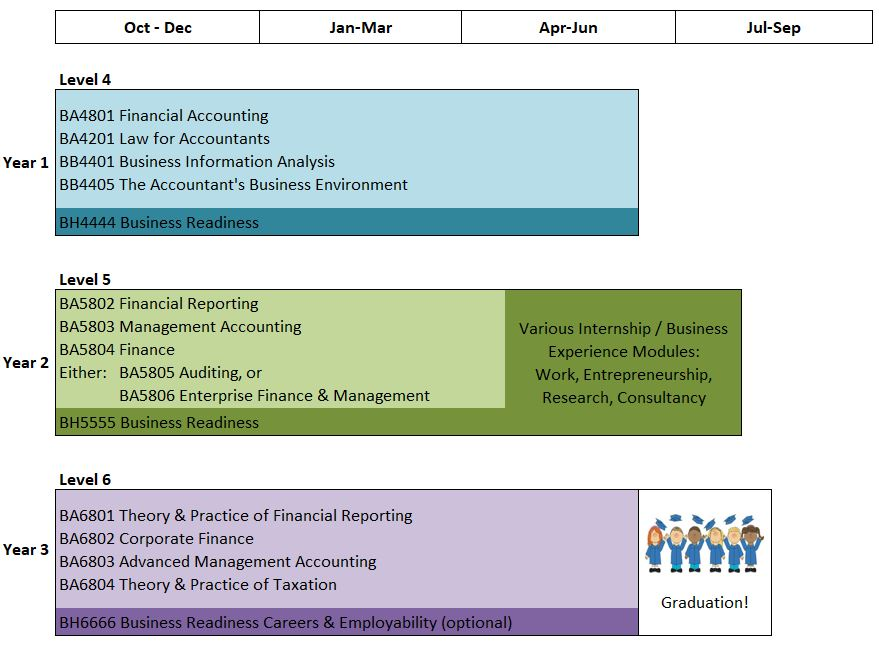 Oct - Dec
Jan-Mar
Apr-Jun
Jul-Sep
Level 4
Year 1
BA4801 Financial Accounting
BA4201 Law for Accountants
BB4401 Business Information Analysis
BB4405 The Accountant's Business Environment
BH4444 Business Readiness
Level 5
Year 2
BA5802 Financial Reporting
BA5803 Management Accounting
BA5804 Finance
Either: BA5805 Auditing, or
BA5806 Enterprise Finance & Management
BH5555 Business Readiness
Various Internship / Business
Experience Modules:
Work, Entrepreneurship,
Research, Consultancy
Level 6
Year 3
BA6801 Theory & Practice of Financial Reporting
BA6802 Corporate Finance
BA6803 Advanced Management Accounting
BA6804 Theory & Practice of Taxation
BH6666 Business Readiness Careers & Employability (optional)
Graduation!